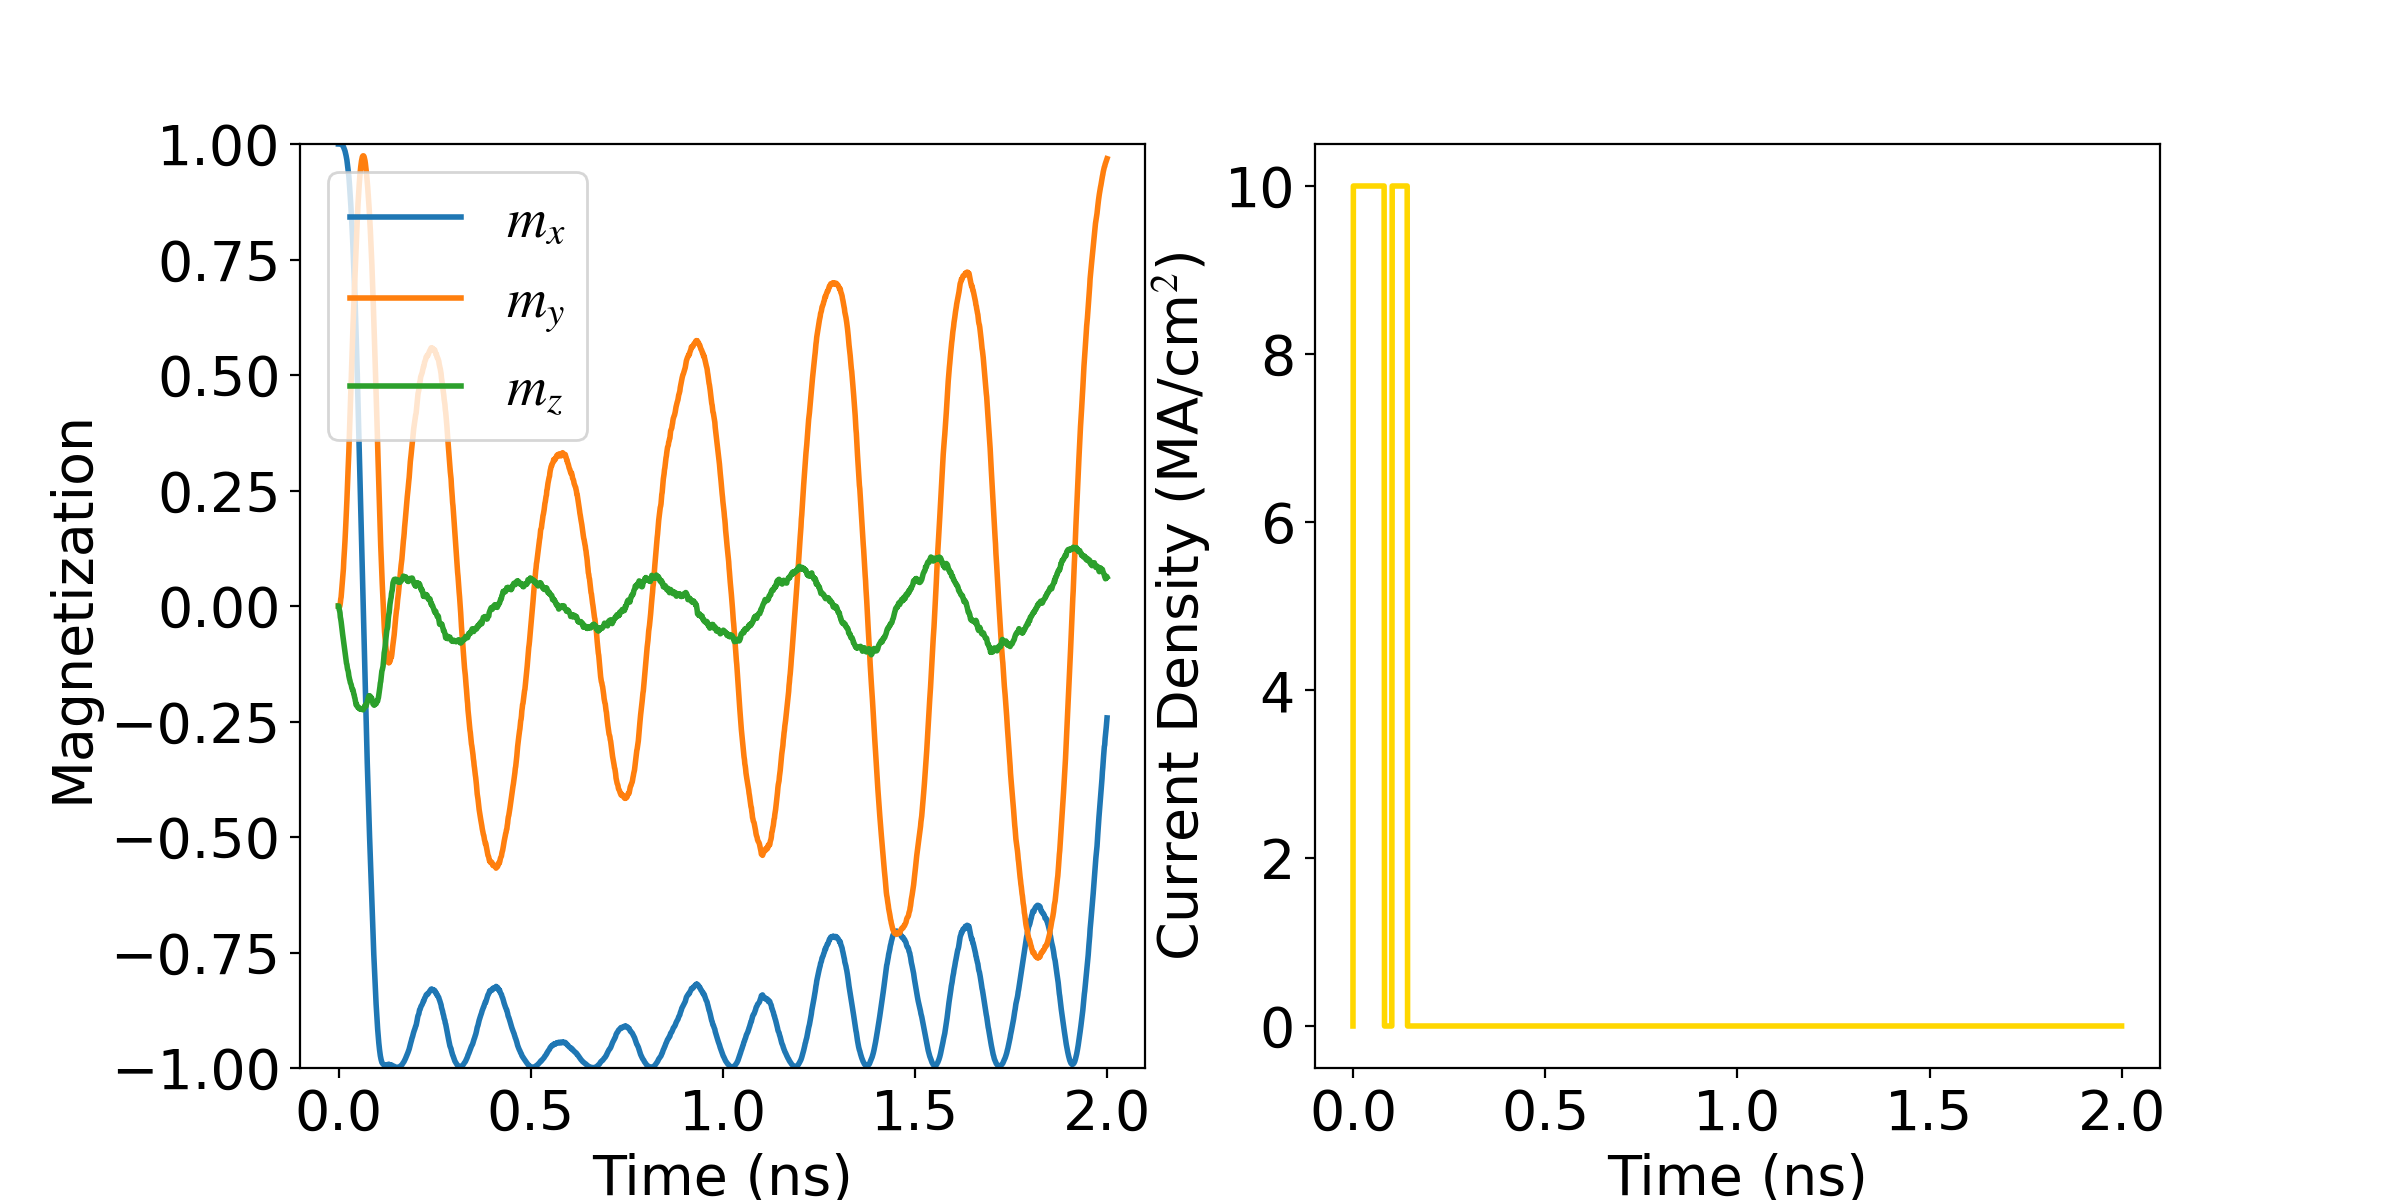 Magnetization
1.00
0.75
0.50
0.25
0.00
−0.25
−0.50
−0.75
−1.00
m_x
m_y
m_z
0.0 0.5 1.0 1.5 2.0
Time (ns)
Current Density (MA/cm²)
10
8
6
4
2
0
0.0 0.5 1.0 1.5 2.0
Time (ns)